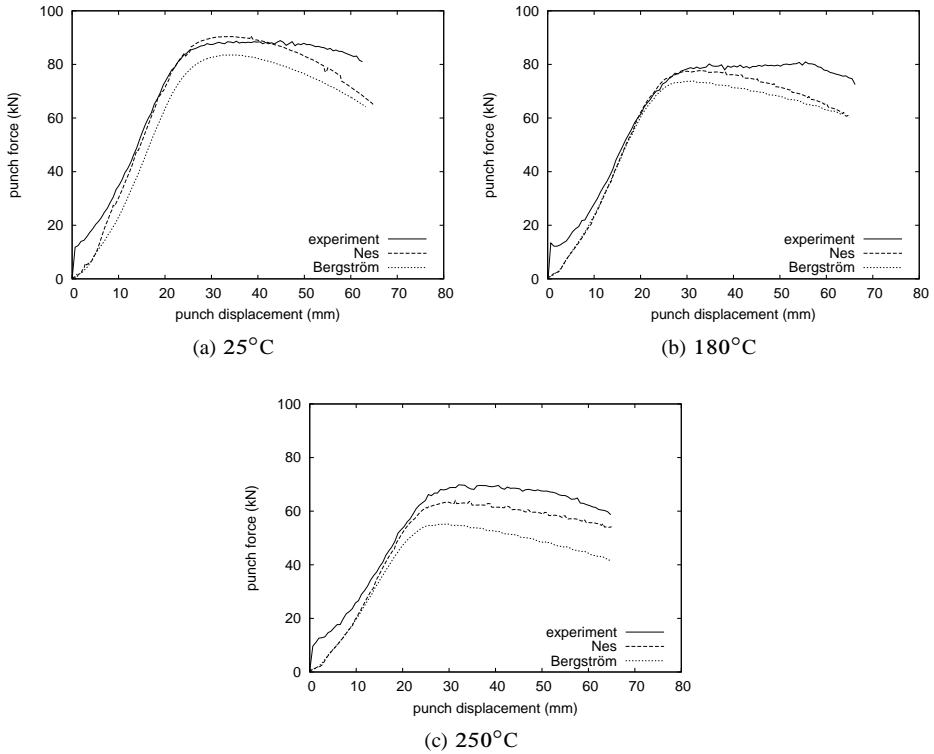 100
80
60
40
20
0
punch force (kN)
experiment
Nes
Bergström
0 10 20 30 40 50 60 70 80
punch displacement (mm)
(a) 25°C
100
80
60
40
20
0
punch force (kN)
experiment
Nes
Bergström
0 10 20 30 40 50 60 70 80
punch displacement (mm)
(b) 180°C
100
80
60
40
20
0
punch force (kN)
experiment
Nes
Bergström
0 10 20 30 40 50 60 70 80
punch displacement (mm)
(c) 250°C